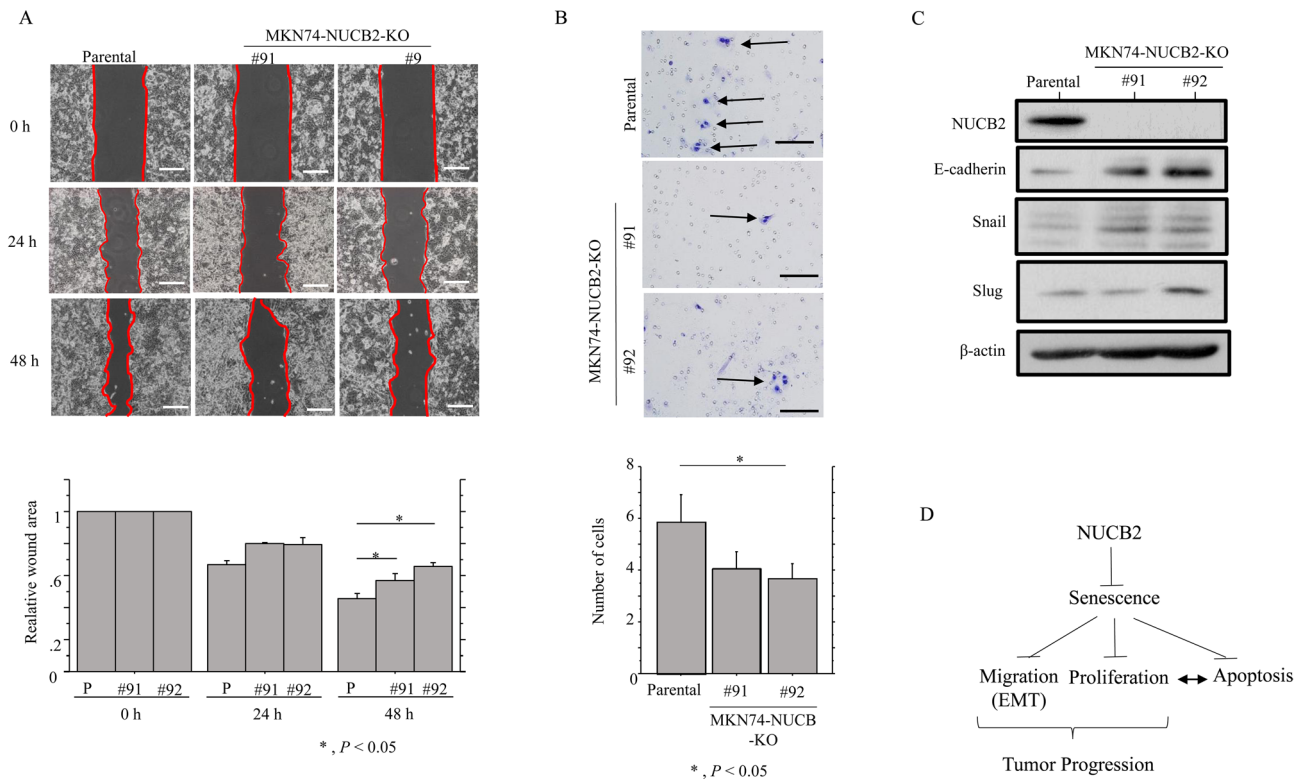 A
MKN74-NUCB2-KO
Parental
#91
#9
0 h
24 h
48 h
Realative wound area
1
.6
.2
0
*
*
P
#91
#92
P
#91
#92
P
#91
#92
0 h
24 h
48 h
* , P < 0.05
B
Parental
MKN74-NUCB2-KO
#91
#92
Number of cells
8
6
4
2
0
*
Parental
#91
#92
MKN74-NUCB
-KO
* , P < 0.05
C
MKN74-NUCB2-KO
Parental
#91
#92
NUCB2
E-cadherin
Snail
Slug
β-actin
D
NUCB2
Senescence
Migration
(EMT)
Proliferation
Apoptosis
Tumor Progression